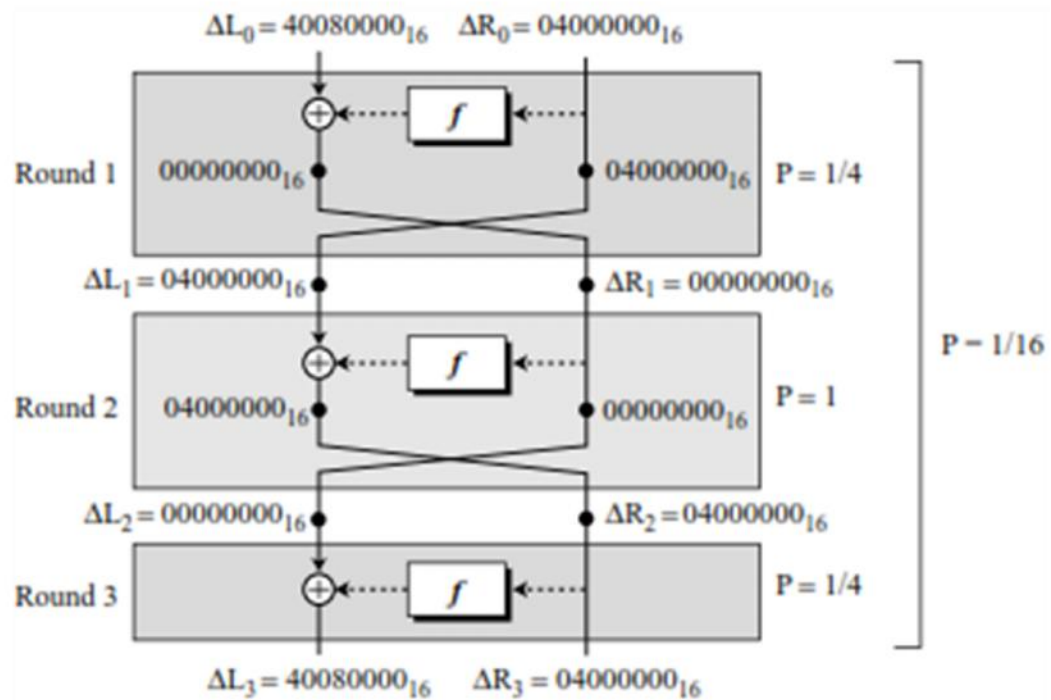 ΔL₀ = 40080000₁₆ ΔR₀ = 04000000₁₆
f
Round 1 00000000₁₆ 04000000₁₆ P = 1/4
ΔL₁ = 04000000₁₆ ΔR₁ = 00000000₁₆
f
P = 1/16
Round 2 04000000₁₆ 00000000₁₆ P = 1
ΔL₂ = 00000000₁₆ ΔR₂ = 04000000₁₆
f
Round 3 P = 1/4
ΔL₃ = 40080000₁₆ ΔR₃ = 04000000₁₆